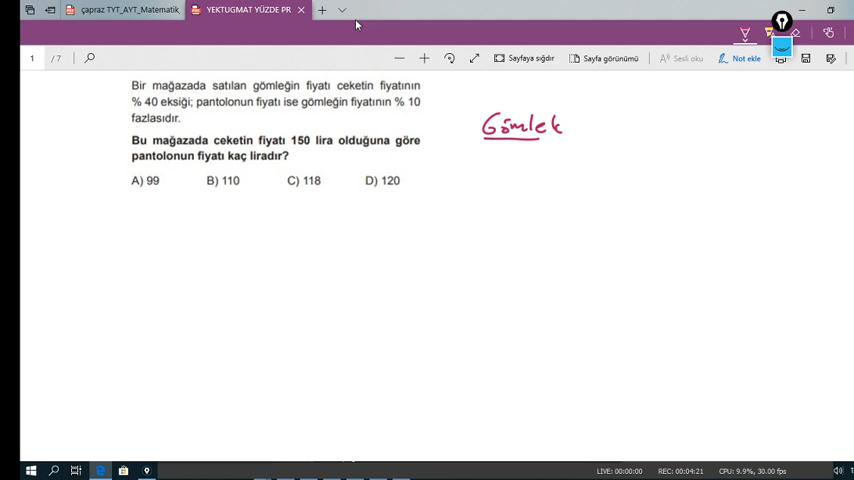 çapraz TYT_AYT_Matematik_
YEKTUGMAT YÜZDE PR
1 / 7
Sayfaya sığdır
Sayfa görünümü
Sesli oku
Not ekle
Bir mağazada satılan gömleğin fiyatı ceketin fiyatının
% 40 eksiği; pantolonun fiyatı ise gömleğin fiyatının % 10
fazlasıdır.
Gömlek
Bu mağazada ceketin fiyatı 150 lira olduğuna göre
pantolonun fiyatı kaç liradır?
A) 99 B) 110 C) 118 D) 120
LIVE: 00:00:00 REC: 00:04:21 CPU: 9.9%, 30.00 fps